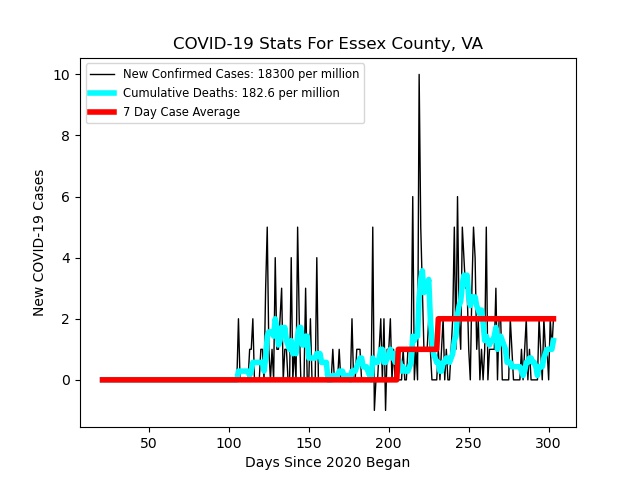 COVID-19 Stats For Essex County, VA
New Confirmed Cases: 18300 per million
Cumulative Deaths: 182.6 per million
7 Day Case Average
New COVID-19 Cases
10
8
6
4
2
0
50 100 150 200 250 300
Days Since 2020 Began